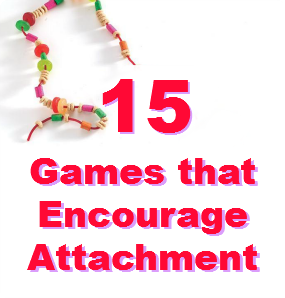 15
Games that
Encourage
Attachment